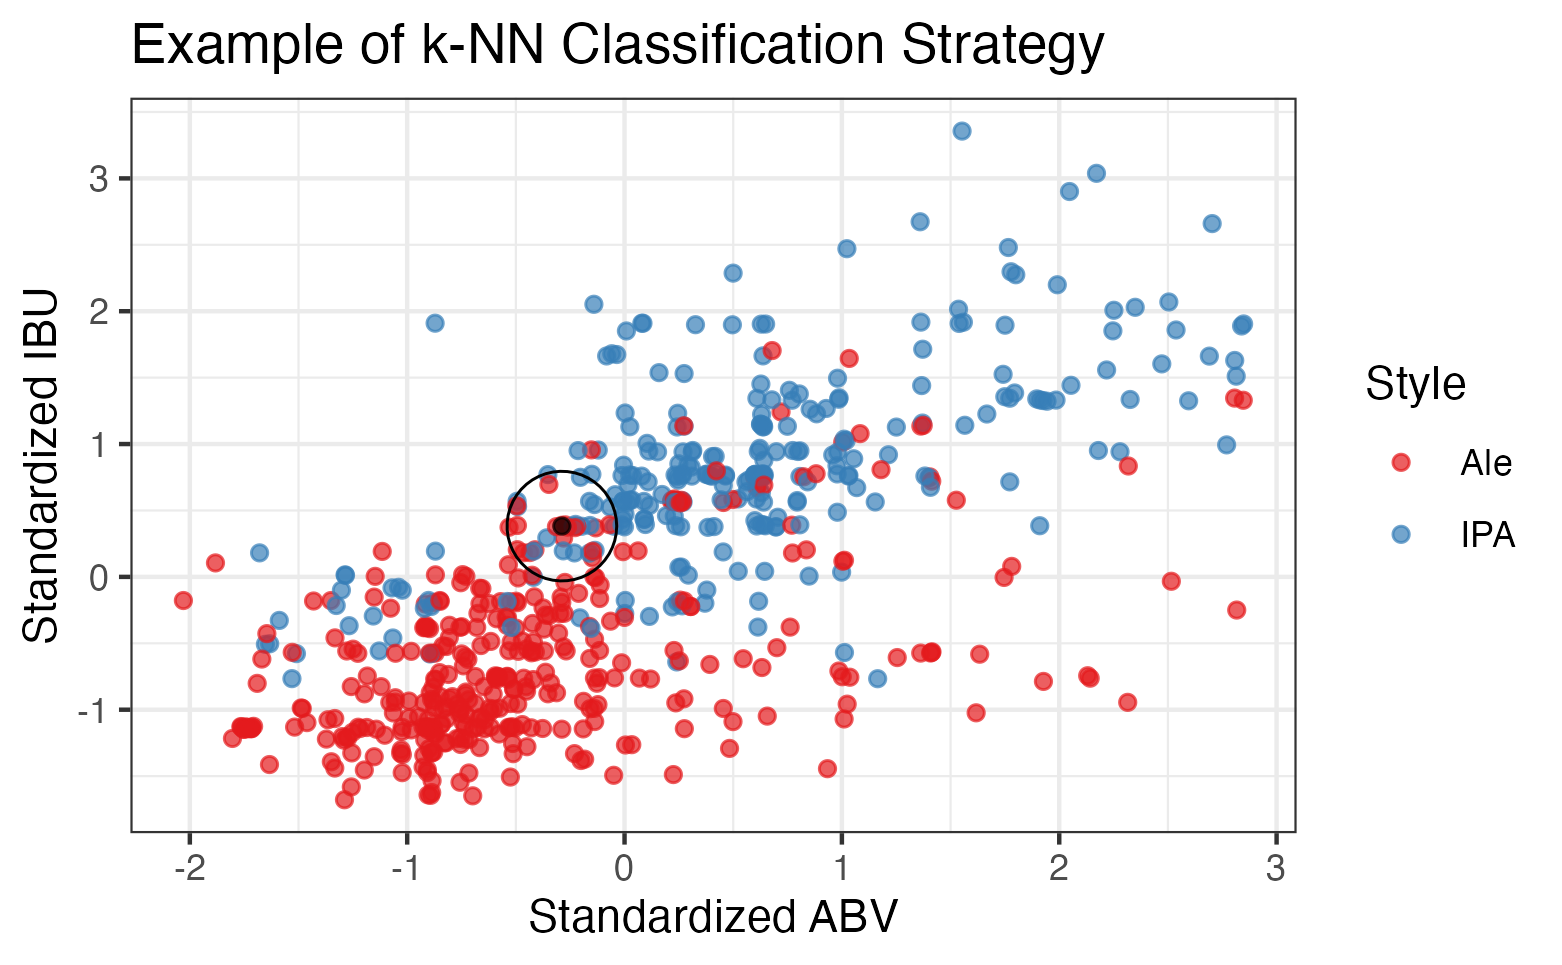 Example of k-NN Classification Strategy
Standardized IBU
3
2
1
0
-1
-2
-1
0
1
2
3
Standardized ABV
Style
Ale
IPA